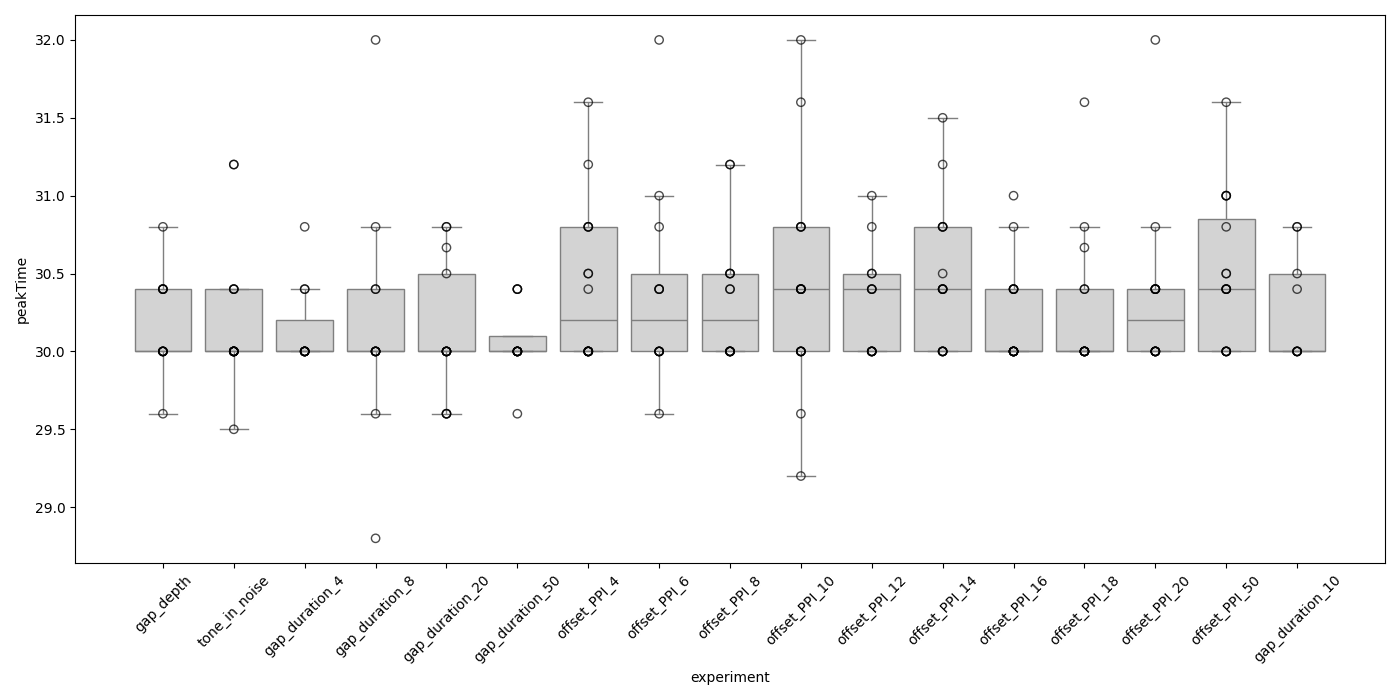 32.0
31.5
31.0
30.5
30.0
29.5
29.0
peakTime
gap_depth
tone_in_noise
gap_duration_4
gap_duration_8
gap_duration_20
gap_duration_50
offset_PPI_4
offset_PPI_6
offset_PPI_8
offset_PPI_10
offset_PPI_12
offset_PPI_14
offset_PPI_16
offset_PPI_18
offset_PPI_20
offset_PPI_50
gap_duration_10
experiment